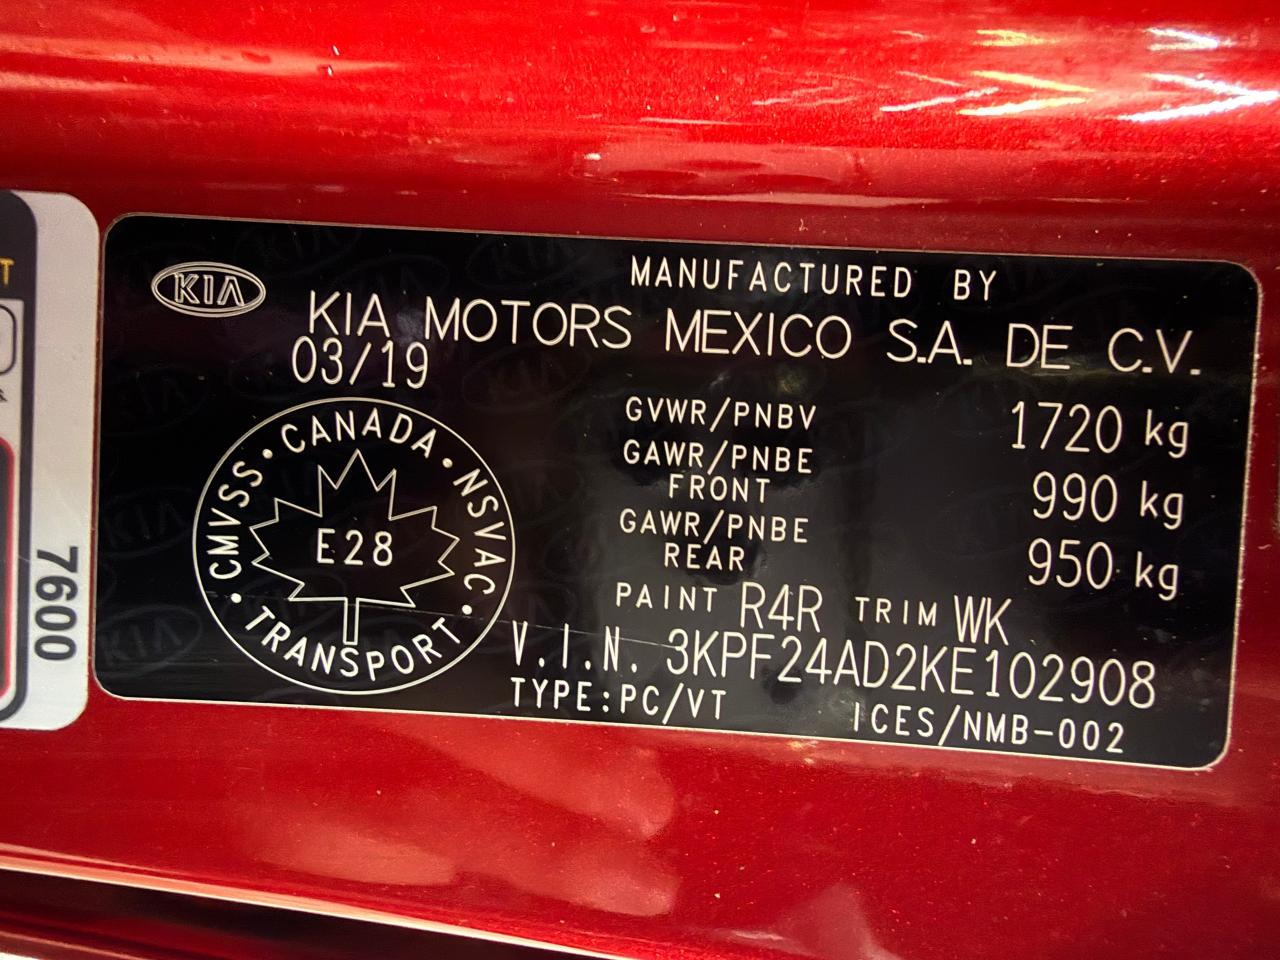 KIA
MANUFACTURED BY
KIA MOTORS MEXICO S.A. DE C.V.
03/19
GVWR/PNBV 1720 kg
GAWR/PNBE FRONT 990 kg
GAWR/PNBE REAR 950 kg
PAINT R4R TRIM WK
V.I.N. 3KPF24AD2KE102908
TYPE:PC/VT ICES/NMB-002
CANADA · NSVAC · TRANSPORT · CMVSS ·
E28
7600
T